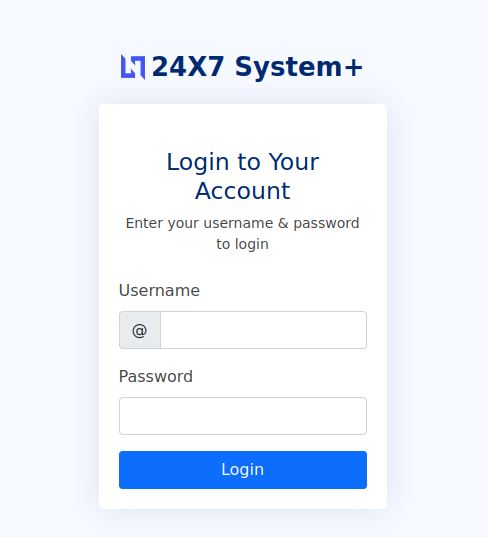 24X7 System+
Login to Your
Account
Enter your username & password
to login
Username
@
Password
Login